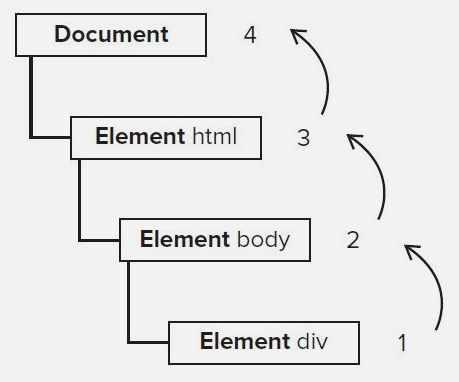 Document 4
Element html 3
Element body 2
Element div 1